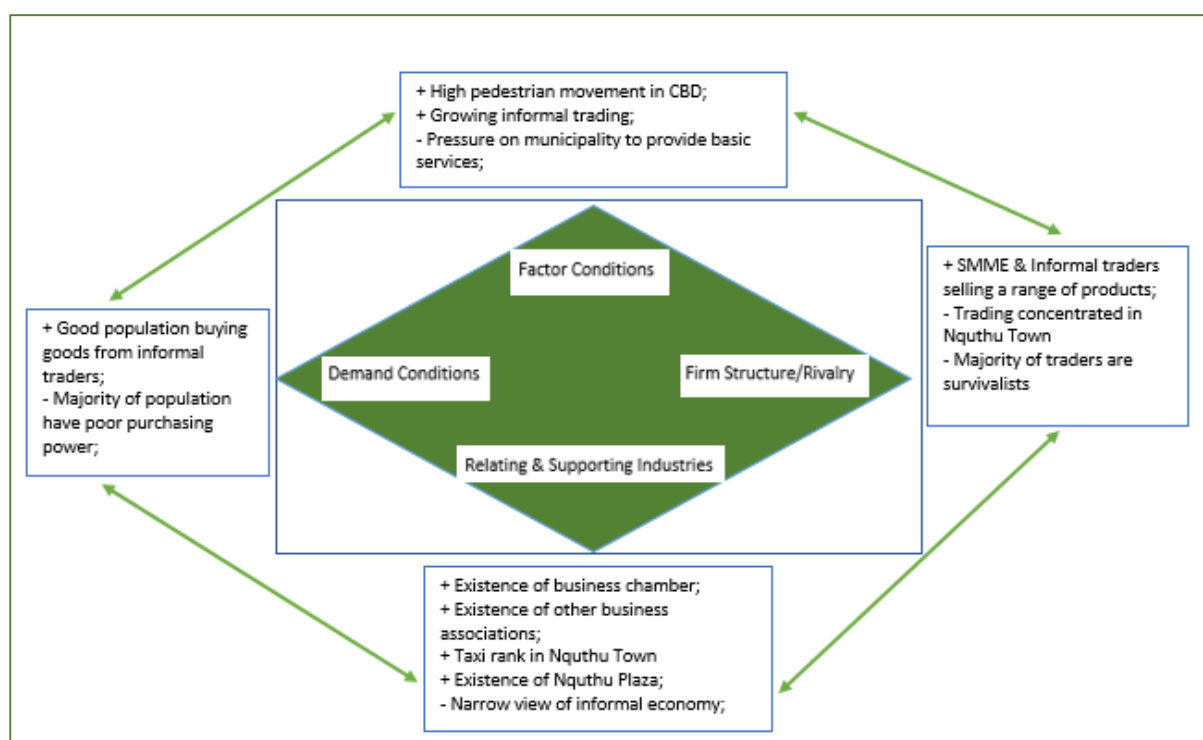 + High pedestrian movement in CBD;
+ Growing informal trading;
- Pressure on municipality to provide basic
services;
Factor Conditions
+ Good population buying
goods from informal
traders;
- Majority of population
have poor purchasing
power;
Demand Conditions
Firm Structure/Rivalry
+ SMME & Informal traders
selling a range of products;
- Trading concentrated in
Nquthu Town
- Majority of traders are
survivalists
Relating & Supporting Industries
+ Existence of business chamber;
+ Existence of other business
associations;
+ Taxi rank in Nquthu Town
+ Existence of Nquthu Plaza;
- Narrow view of informal economy;